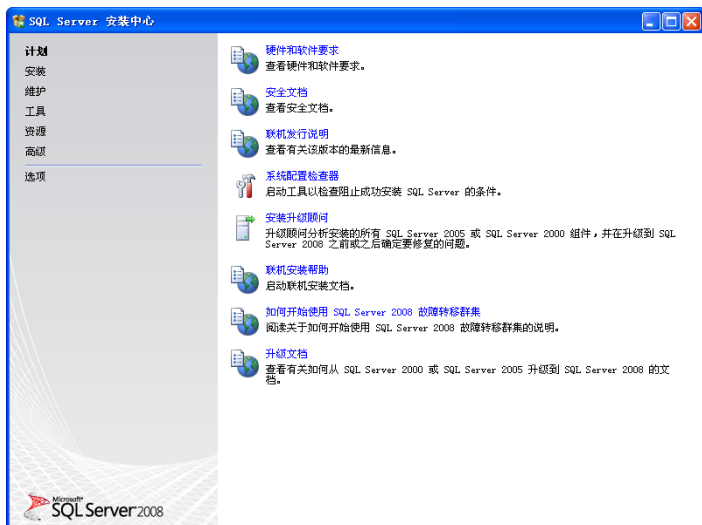 SQL Server 安装中心
计划
安装
维护
工具
资源
高级
选项
硬件和软件要求
查看硬件和软件要求。
安全文档
查看安全文档。
联机发行说明
查看有关该版本的最新信息。
系统配置检查器
启动工具以检查阻止成功安装 SQL Server 的条件。
安装升级顾问
升级顾问分析安装的所有 SQL Server 2005 或 SQL Server 2000 组件，并在升级到 SQL
Server 2008 之前或之后确定要修复的问题。
联机安装帮助
启动联机安装文档。
如何开始使用 SQL Server 2008 故障转移群集
阅读关于如何开始使用 SQL Server 2008 故障转移群集的说明。
升级文档
查看有关如何从 SQL Server 2000 或 SQL Server 2005 升级到 SQL Server 2008 的文
档。
Microsoft
SQL Server 2008